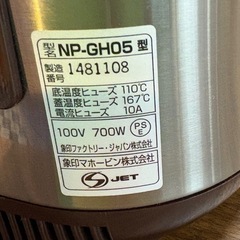 型名 NP-GH05 型
製造番号 1481108
底温度ヒューズ 110℃
蓋温度ヒューズ 167℃
電流ヒューズ 10A
100V 700W PSE
象印ファクトリー・ジャパン株式会社
象印マホービン株式会社
S JET